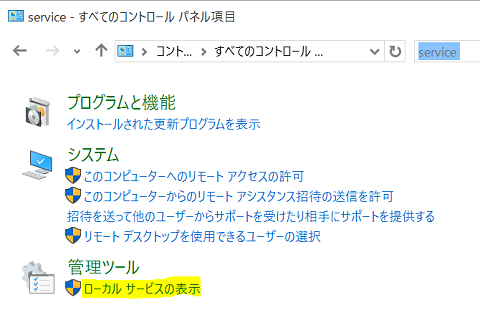 service - すべてのコントロール パネル項目
コント... すべてのコントロール ... service
プログラムと機能
インストールされた更新プログラムを表示
システム
このコンピューターへのリモート アクセスの許可
このコンピューターからのリモート アシスタンス招待の送信を許可
招待を送って他のユーザーからサポートを受けたり相手にサポートを提供する
リモート デスクトップを使用できるユーザーの選択
管理ツール
ローカル サービスの表示